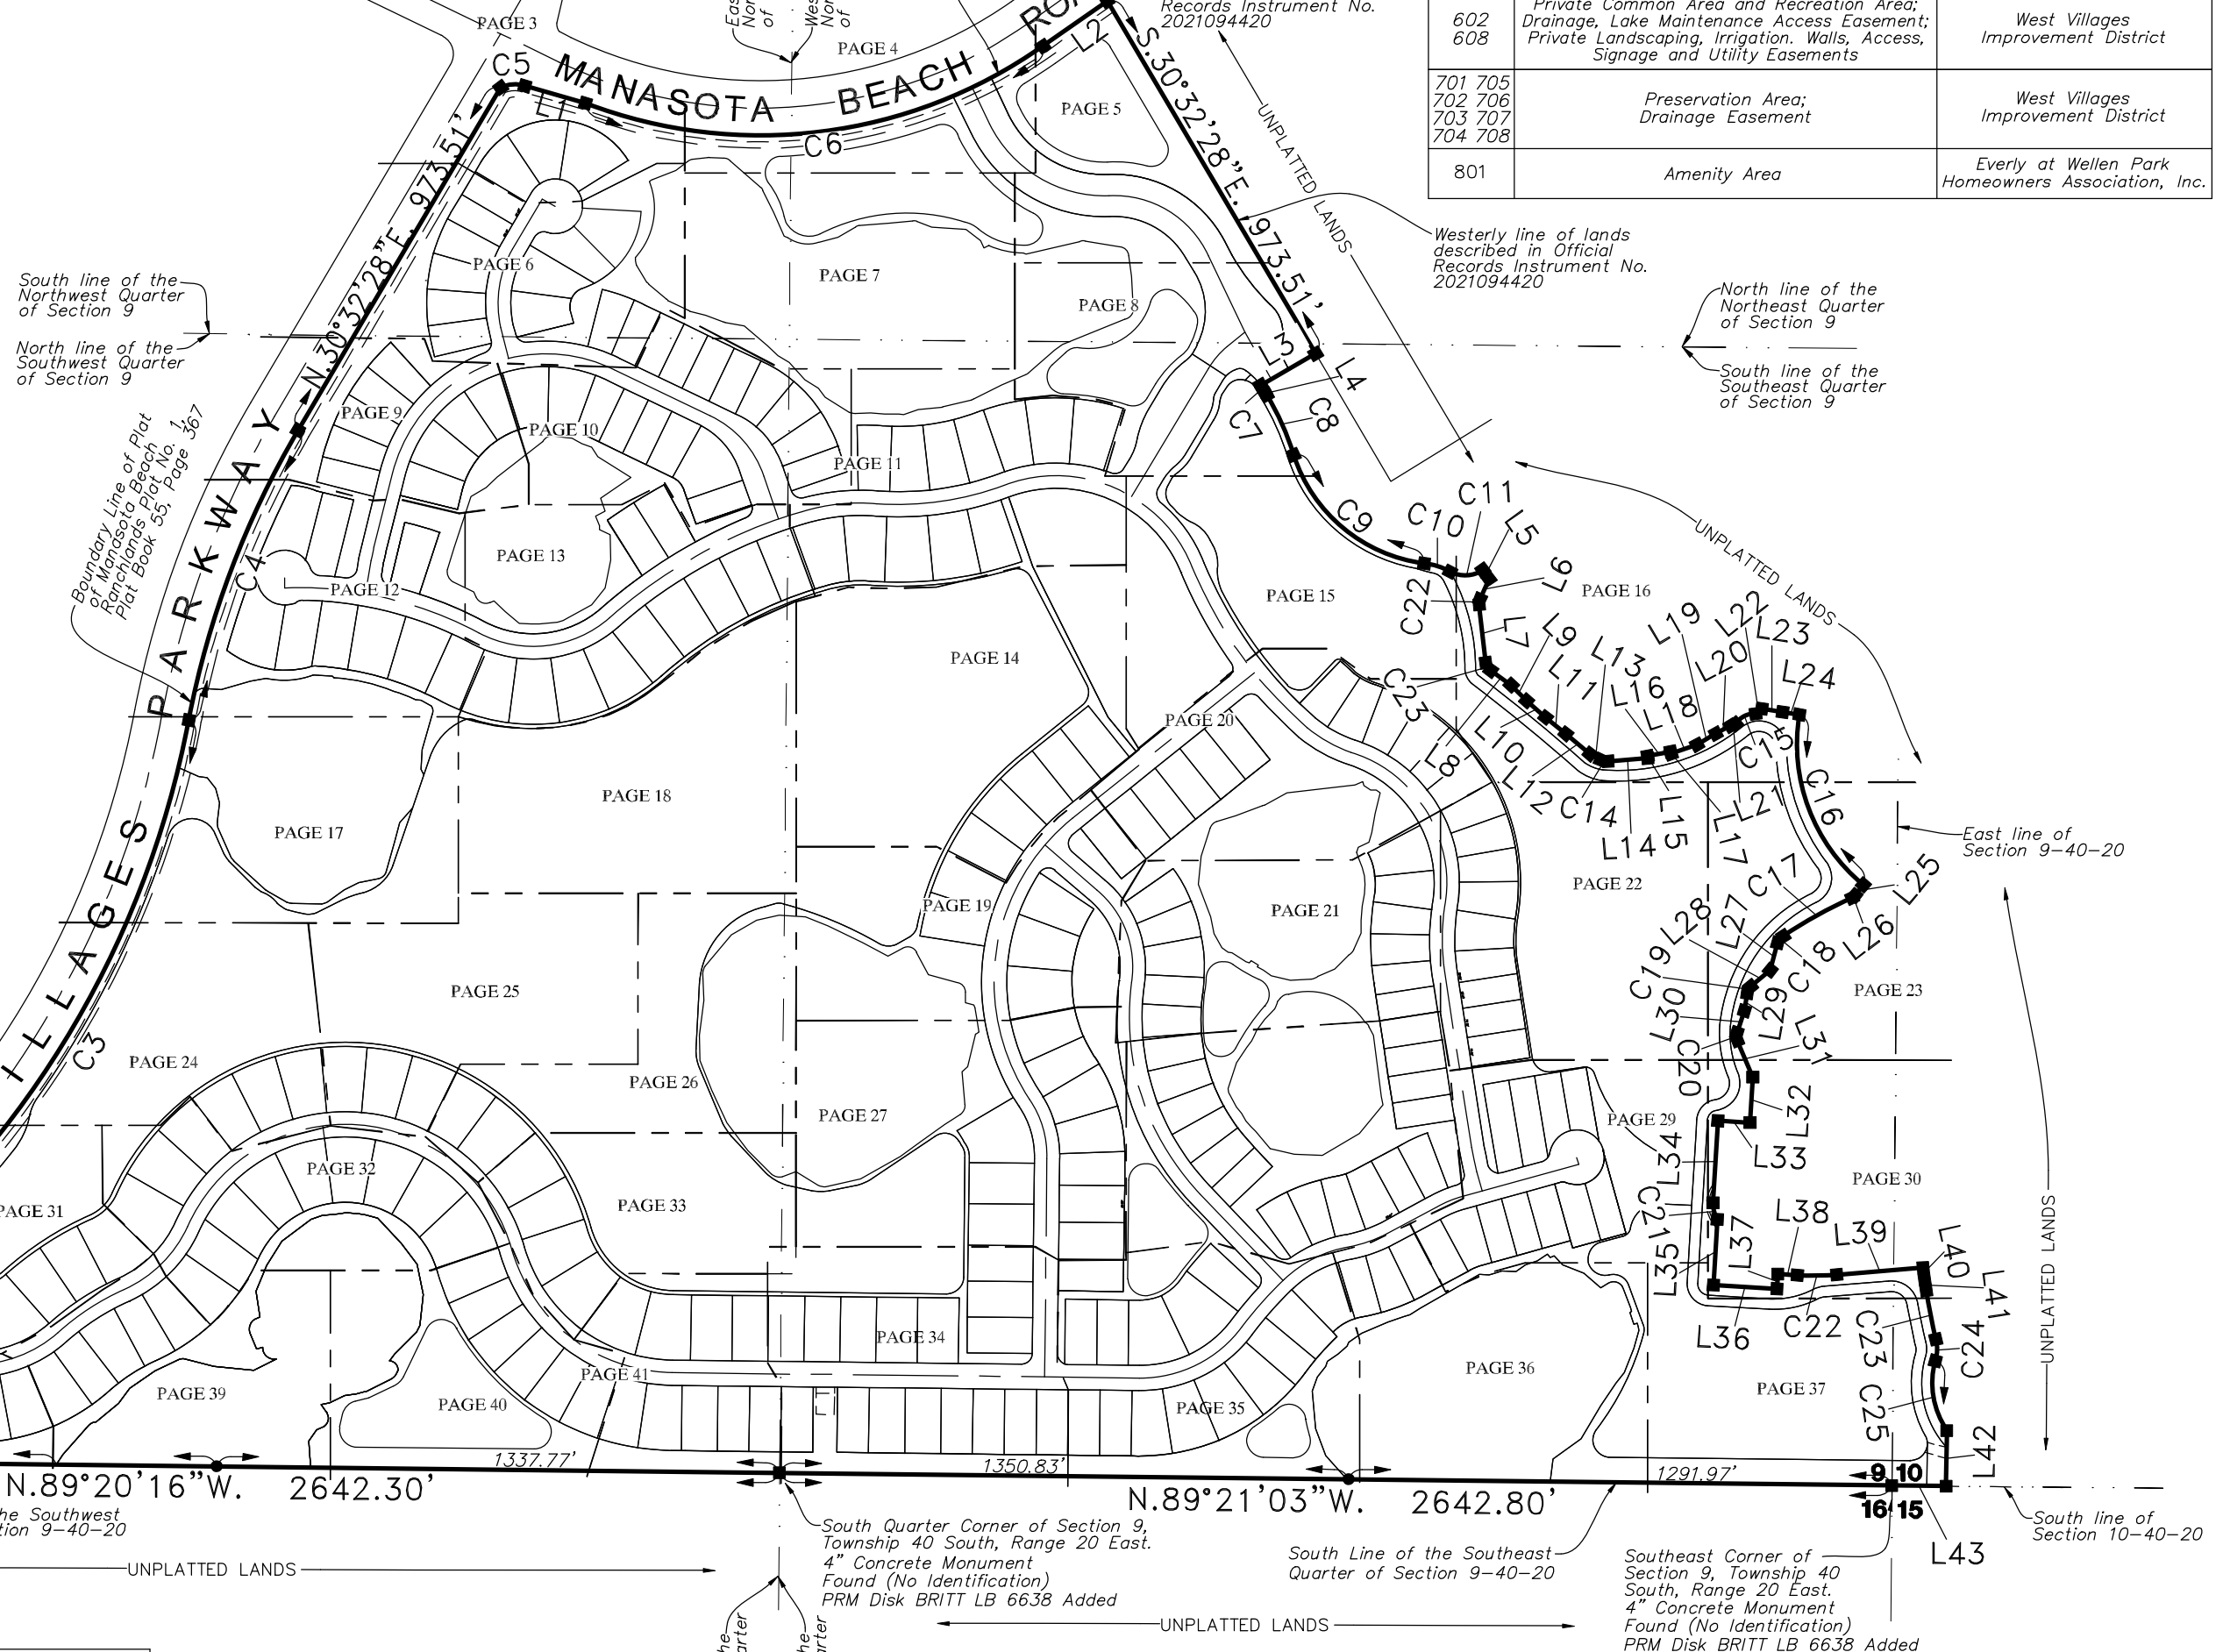 Records Instrument No.
2021094420
Private Common Area and Recreation Area;
602 Drainage, Lake Maintenance Access Easement; West Villages
608 Private Landscaping, Irrigation. Walls, Access, Improvement District
Signage and Utility Easements
701 705
702 706 Preservation Area; West Villages
703 707 Drainage Easement Improvement District
704 708
801 Amenity Area Everly at Wellen Park
Homeowners Association, Inc.
PAGE 3
PAGE 4
MANASOTA BEACH
L2
C5
L1
C6
PAGE 5
S.30°32'28"E. 973.51'
UNPLATTED LANDS
N.30°32'28"E. 973.51'
Westerly line of lands
described in Official
Records Instrument No.
2021094420
PAGE 6
PAGE 7
PAGE 8
South line of the
Northwest Quarter
of Section 9
North line of the
Southwest Quarter
of Section 9
North line of the
Northeast Quarter
of Section 9
South line of the
Southeast Quarter
of Section 9
L3
L4
C7
C8
PAGE 9
PAGE 10
PAGE 11
Boundary Line of Plat
of Manasota Beach
Ranchlands Plat No. 1,
Plat Book 55, Page 367
PARKWAY
C4
PAGE 12
PAGE 13
C9
C10
C11
L5
L6
C22
L7
PAGE 15
PAGE 16
UNPLATTED LANDS
PAGE 14
L9
L11
L13
L16
L18
L19
L20
L22
L23
L24
C23
L8
L10
L12
C14
L14
L15
L17
L21
C15
C16
PAGE 17
PAGE 18
PAGE 20
East line of
Section 9-40-20
PAGE 19
PAGE 21
PAGE 22
C17
L25
L26
L27
L28
C18
C19
L29
L30
L31
C20
PAGE 23
ILLAGES
C3
PAGE 24
PAGE 25
PAGE 26
PAGE 27
PAGE 29
L32
L33
L34
PAGE 30
UNPLATTED LANDS
PAGE 31
PAGE 32
PAGE 33
C21
L35
L37
L38
L39
L40
L41
L36
C22
C23
C24
C25
PAGE 34
PAGE 35
PAGE 36
PAGE 37
PAGE 39
PAGE 40
PAGE 41
L42
1337.77'
1350.83'
1291.97'
N.89°20'16"W. 2642.30'
N.89°21'03"W. 2642.80'
9 10
16 15
L43
South line of
Section 10-40-20
he Southwest
tion 9-40-20
UNPLATTED LANDS
South Quarter Corner of Section 9,
Township 40 South, Range 20 East.
4" Concrete Monument
Found (No Identification)
PRM Disk BRITT LB 6638 Added
South Line of the Southeast
Quarter of Section 9-40-20
UNPLATTED LANDS
Southeast Corner of
Section 9, Township 40
South, Range 20 East.
4" Concrete Monument
Found (No Identification)
PRM Disk BRITT LB 6638 Added